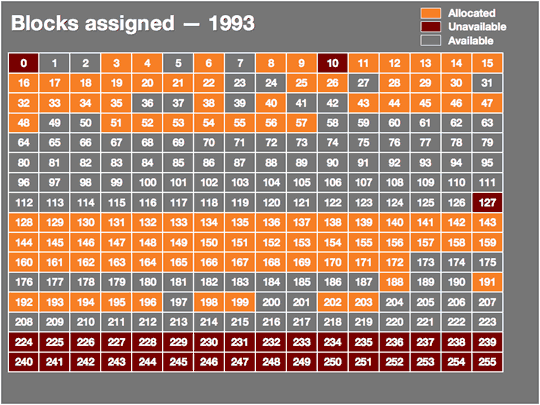 Blocks assigned — 1993
Allocated
Unavailable
Available
0 1 2 3 4 5 6 7 8 9 10 11 12 13 14 15
16 17 18 19 20 21 22 23 24 25 26 27 28 29 30 31
32 33 34 35 36 37 38 39 40 41 42 43 44 45 46 47
48 49 50 51 52 53 54 55 56 57 58 59 60 61 62 63
64 65 66 67 68 69 70 71 72 73 74 75 76 77 78 79
80 81 82 83 84 85 86 87 88 89 90 91 92 93 94 95
96 97 98 99 100 101 102 103 104 105 106 107 108 109 110 111
112 113 114 115 116 117 118 119 120 121 122 123 124 125 126 127
128 129 130 131 132 133 134 135 136 137 138 139 140 141 142 143
144 145 146 147 148 149 150 151 152 153 154 155 156 157 158 159
160 161 162 163 164 165 166 167 168 169 170 171 172 173 174 175
176 177 178 179 180 181 182 183 184 185 186 187 188 189 190 191
192 193 194 195 196 197 198 199 200 201 202 203 204 205 206 207
208 209 210 211 212 213 214 215 216 217 218 219 220 221 222 223
224 225 226 227 228 229 230 231 232 233 234 235 236 237 238 239
240 241 242 243 244 245 246 247 248 249 250 251 252 253 254 255